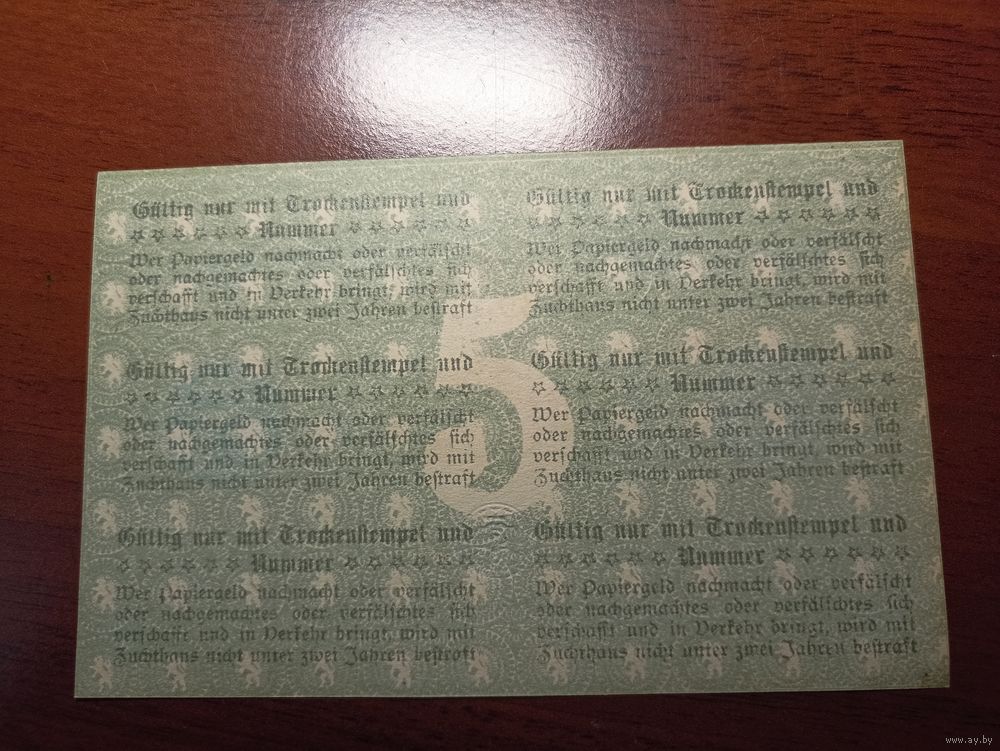 Gültig nur mit Trockenstempel und
☆☆☆☆☆☆ Nummer ☆☆☆☆☆☆
Wer Papiergeld nachmacht oder verfälscht
oder nachgemachtes oder verfälschtes sich
verschafft und in Verkehr bringt, wird mit
Zuchthaus nicht unter zwei Jahren bestraft
Gültig nur mit Trockenstempel und
☆☆☆☆☆☆ Nummer ☆☆☆☆☆☆
Wer Papiergeld nachmacht oder verfälscht
oder nachgemachtes oder verfälschtes sich
verschafft und in Verkehr bringt, wird mit
Zuchthaus nicht unter zwei Jahren bestraft
5
Gültig nur mit Trockenstempel und
☆☆☆☆☆☆ Nummer ☆☆☆☆☆☆
Wer Papiergeld nachmacht oder verfälscht
oder nachgemachtes oder verfälschtes sich
verschafft und in Verkehr bringt, wird mit
Zuchthaus nicht unter zwei Jahren bestraft
Gültig nur mit Trockenstempel und
☆☆☆☆☆☆ Nummer ☆☆☆☆☆☆
Wer Papiergeld nachmacht oder verfälscht
oder nachgemachtes oder verfälschtes sich
verschafft und in Verkehr bringt, wird mit
Zuchthaus nicht unter zwei Jahren bestraft
Gültig nur mit Trockenstempel und
☆☆☆☆☆☆ Nummer ☆☆☆☆☆☆
Wer Papiergeld nachmacht oder verfälscht
oder nachgemachtes oder verfälschtes sich
verschafft und in Verkehr bringt, wird mit
Zuchthaus nicht unter zwei Jahren bestraft
Gültig nur mit Trockenstempel und
☆☆☆☆☆☆ Nummer ☆☆☆☆☆☆
Wer Papiergeld nachmacht oder verfälscht
oder nachgemachtes oder verfälschtes sich
verschafft und in Verkehr bringt, wird mit
Zuchthaus nicht unter zwei Jahren bestraft
www.ay.by